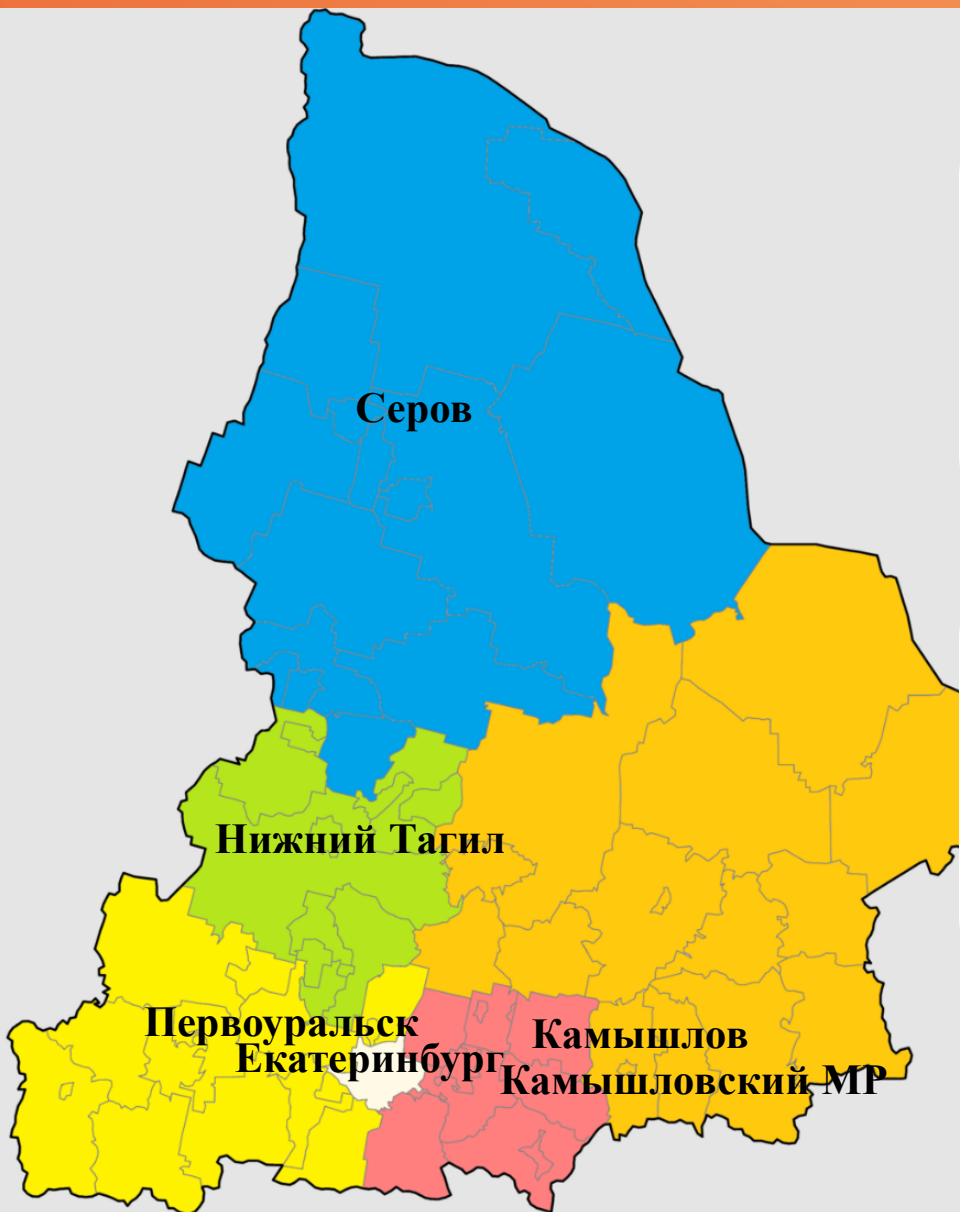 Серов
Нижний Тагил
Первоуральск
Екатеринбург
Камышлов
Камышловский МР